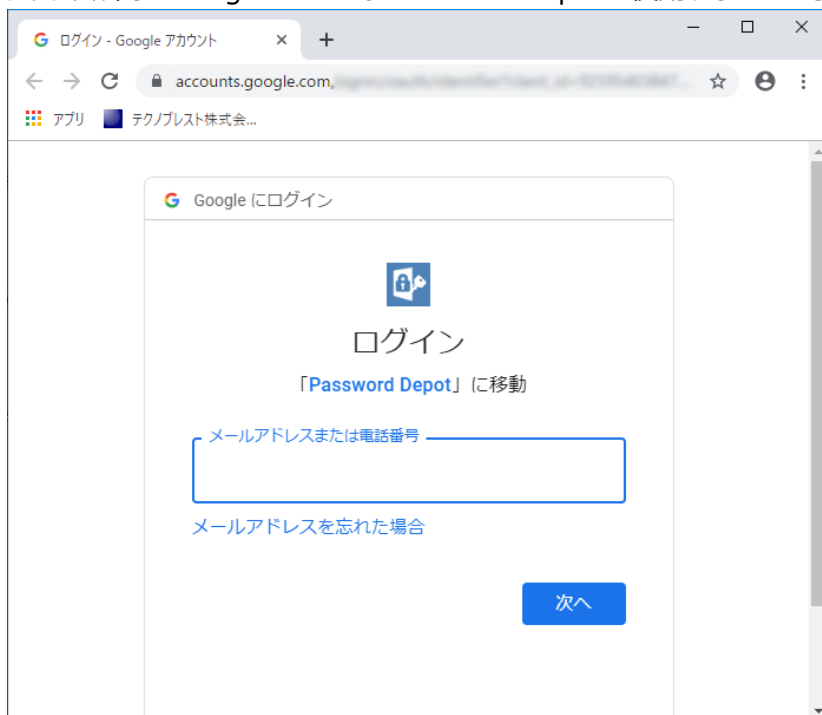 ログイン - Google アカウント
accounts.google.com
アプリ テクノブレスト株式会...
Google にログイン
ログイン
「Password Depot」に移動
メールアドレスまたは電話番号
メールアドレスを忘れた場合
次へ